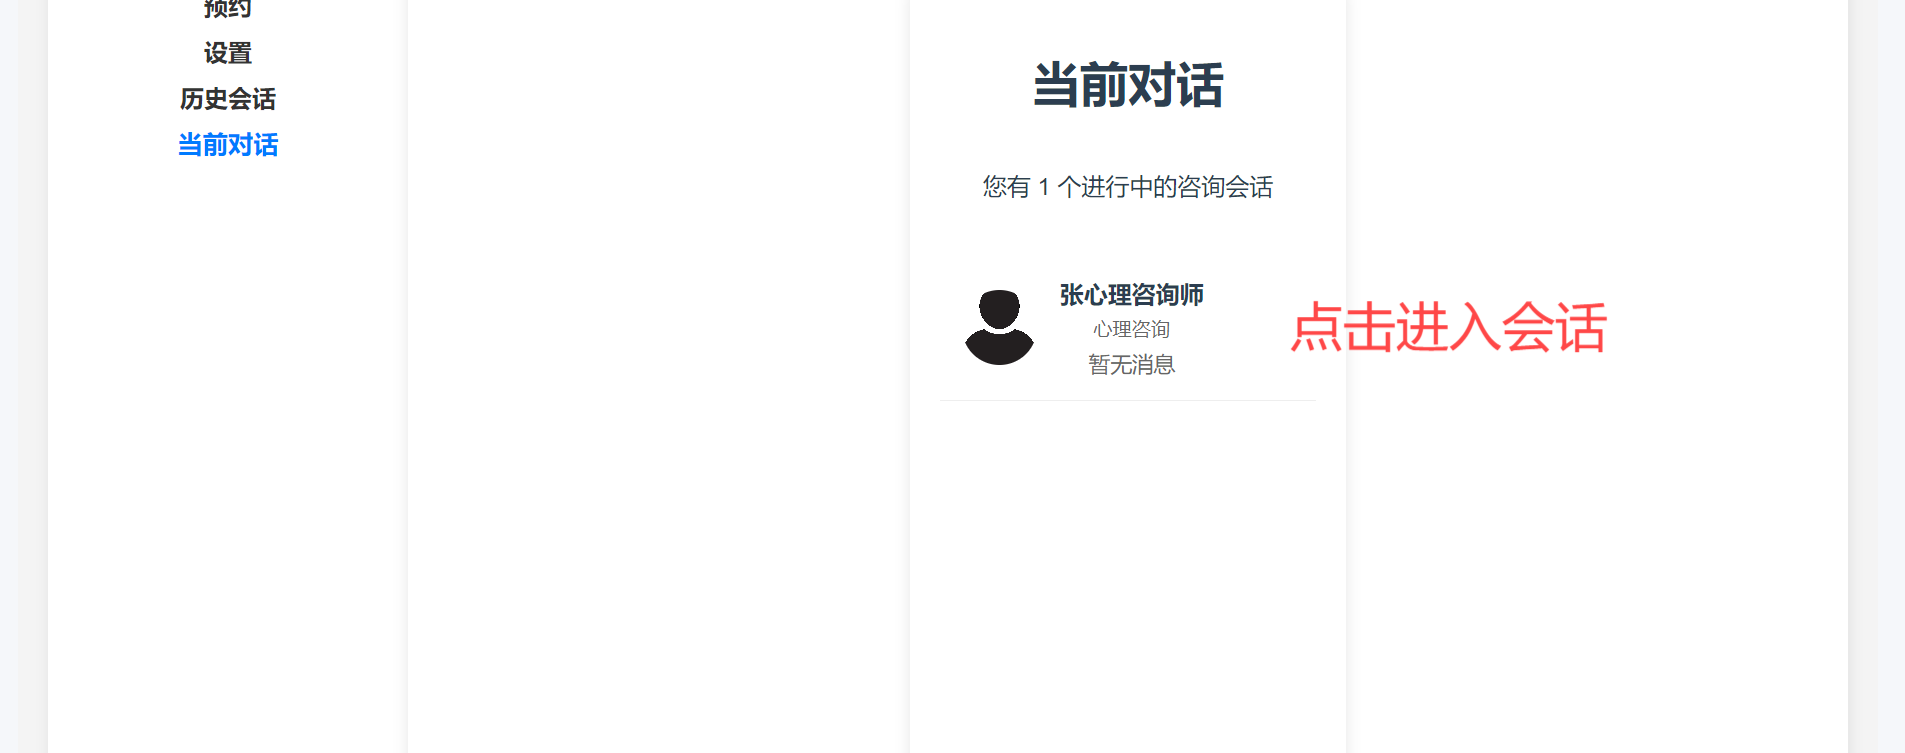 预约
设置
历史会话
当前对话
当前对话
您有 1 个进行中的咨询会话
张心理咨询师
心理咨询
暂无消息
点击进入会话